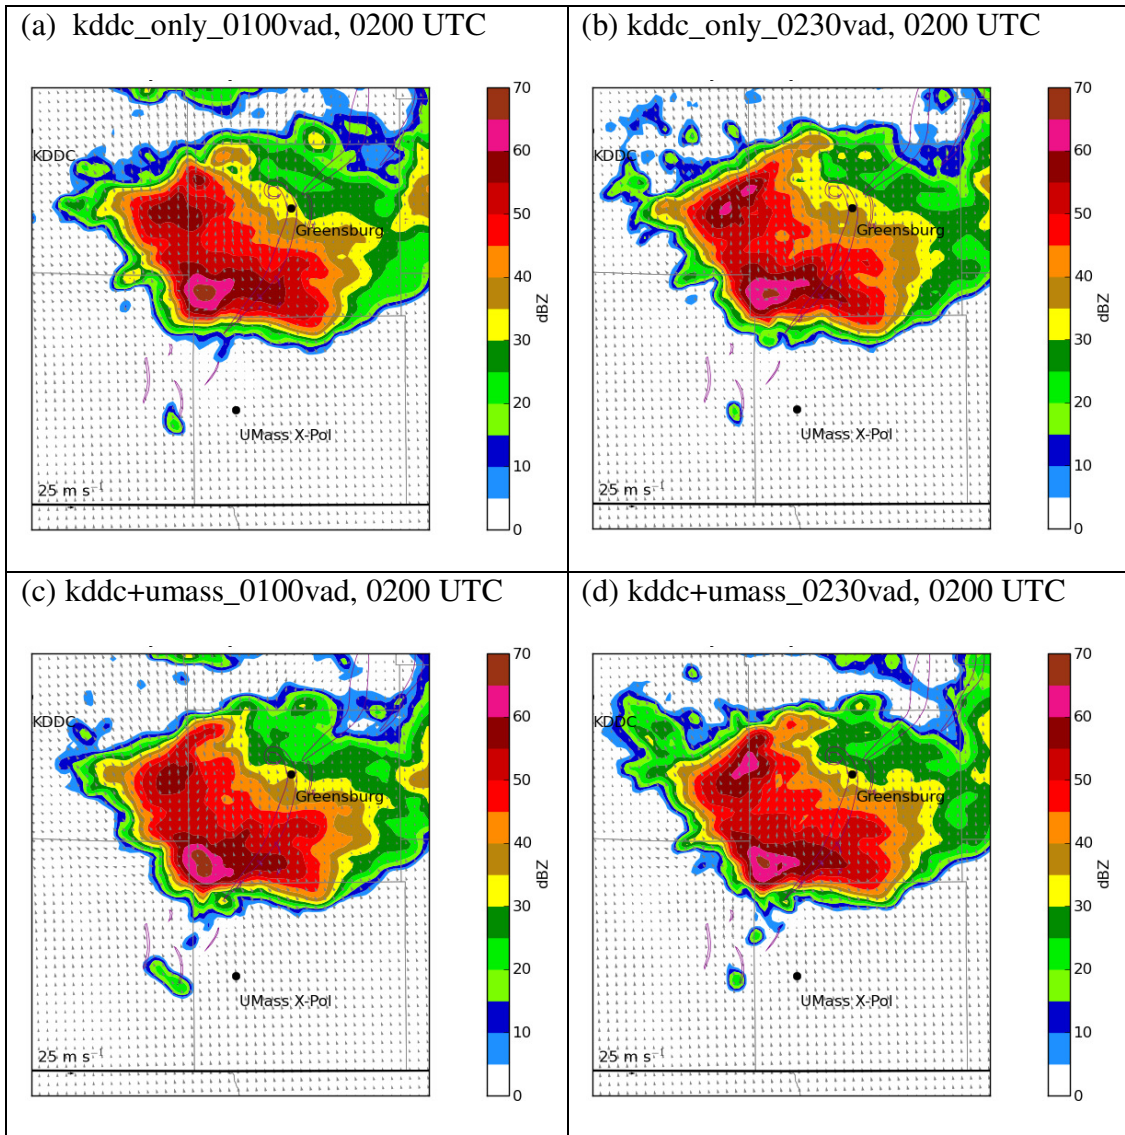 (a) kddc_only_0100vad, 0200 UTC
KDDC
Greensburg
UMass X-Pol
25 m s⁻¹
70
60
50
40
30
20
10
0
dBZ
(b) kddc_only_0230vad, 0200 UTC
KDDC
Greensburg
UMass X-Pol
25 m s⁻¹
70
60
50
40
30
20
10
0
dBZ
(c) kddc+umass_0100vad, 0200 UTC
KDDC
Greensburg
UMass X-Pol
25 m s⁻¹
70
60
50
40
30
20
10
0
dBZ
(d) kddc+umass_0230vad, 0200 UTC
KDDC
Greensburg
UMass X-Pol
25 m s⁻¹
70
60
50
40
30
20
10
0
dBZ